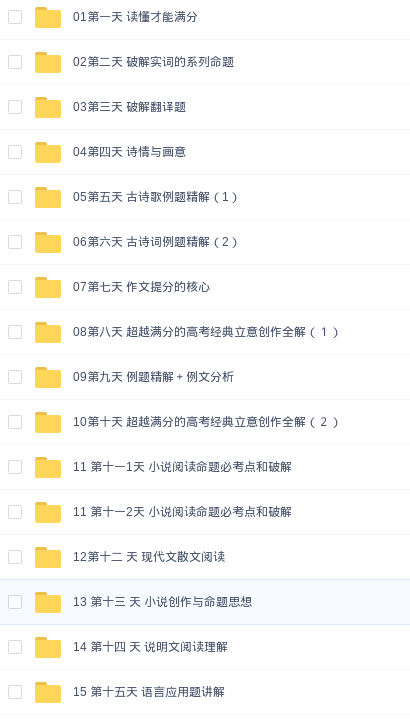 01第一天 读懂才能满分
02第二天 破解实词的系列命题
03第三天 破解翻译题
04第四天 诗情与画意
05第五天 古诗歌例题精解（1）
06第六天 古诗词例题精解（2）
07第七天 作文提分的核心
08第八天 超越满分的高考经典立意创作全解（ 1 ）
09第九天 例题精解 + 例文分析
10第十天 超越满分的高考经典立意创作全解（ 2 ）
11 第十一1天 小说阅读命题必考点和破解
11 第十一2天 小说阅读命题必考点和破解
12第十二 天 现代文散文阅读
13 第十三 天 小说创作与命题思想
14 第十四 天 说明文阅读理解
15 第十五天 语言应用题讲解